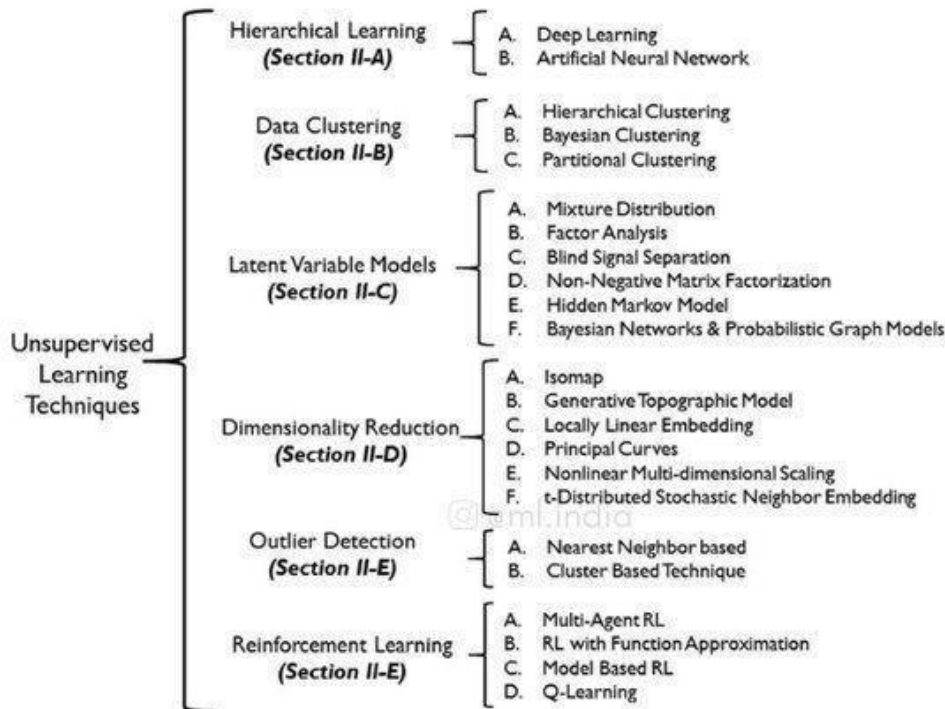 Unsupervised
Learning
Techniques
Hierarchical Learning
(Section II-A)
A. Deep Learning
B. Artificial Neural Network
Data Clustering
(Section II-B)
A. Hierarchical Clustering
B. Bayesian Clustering
C. Partitional Clustering
Latent Variable Models
(Section II-C)
A. Mixture Distribution
B. Factor Analysis
C. Blind Signal Separation
D. Non-Negative Matrix Factorization
E. Hidden Markov Model
F. Bayesian Networks & Probabilistic Graph Models
Dimensionality Reduction
(Section II-D)
A. Isomap
B. Generative Topographic Model
C. Locally Linear Embedding
D. Principal Curves
E. Nonlinear Multi-dimensional Scaling
F. t-Distributed Stochastic Neighbor Embedding
@ml.india
Outlier Detection
(Section II-E)
A. Nearest Neighbor based
B. Cluster Based Technique
Reinforcement Learning
(Section II-E)
A. Multi-Agent RL
B. RL with Function Approximation
C. Model Based RL
D. Q-Learning